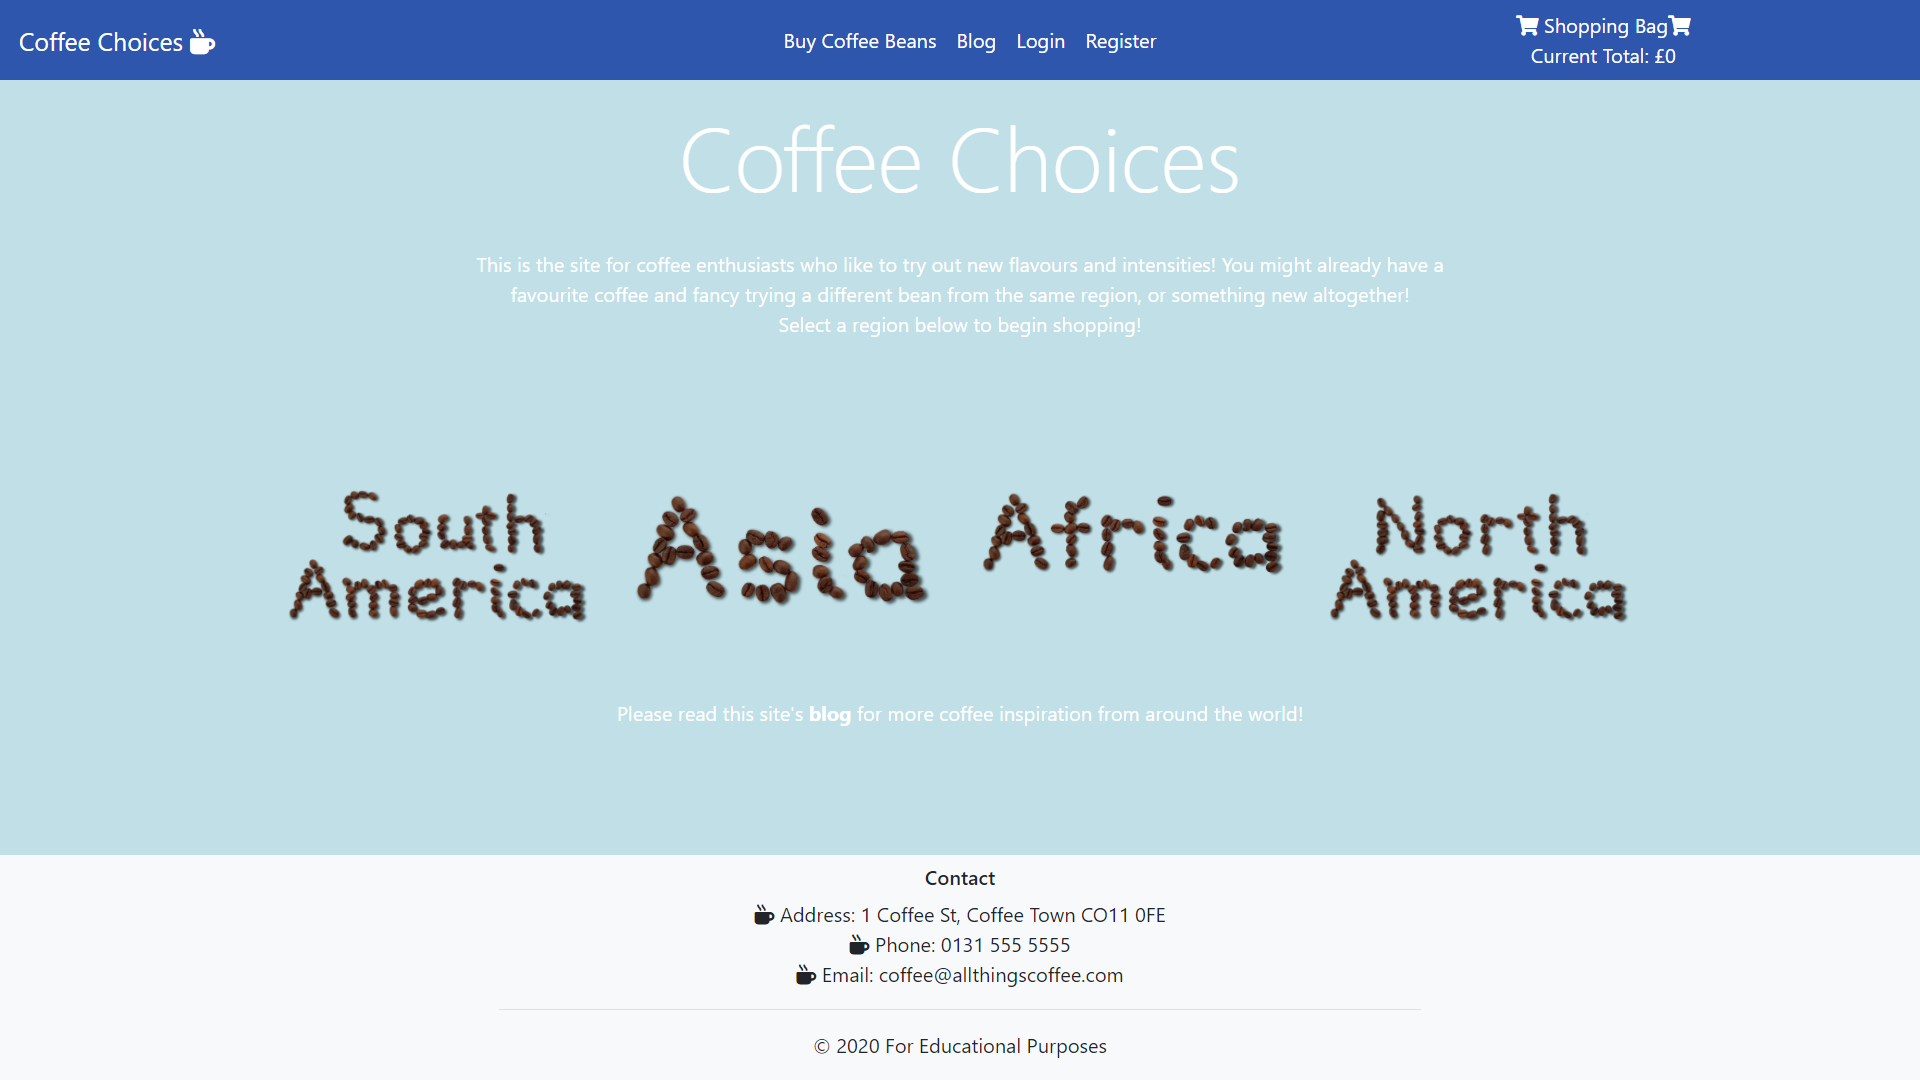 Coffee Choices
Buy Coffee Beans
Blog
Login
Register
Shopping Bag
Current Total: £0
Coffee Choices
This is the site for coffee enthusiasts who like to try out new flavours and intensities! You might already have a
favourite coffee and fancy trying a different bean from the same region, or something new altogether!
Select a region below to begin shopping!
South
America
Asia
Africa
North
America
Please read this site's blog for more coffee inspiration from around the world!
Contact
Address: 1 Coffee St, Coffee Town CO11 0FE
Phone: 0131 555 5555
Email: coffee@allthingscoffee.com
© 2020 For Educational Purposes